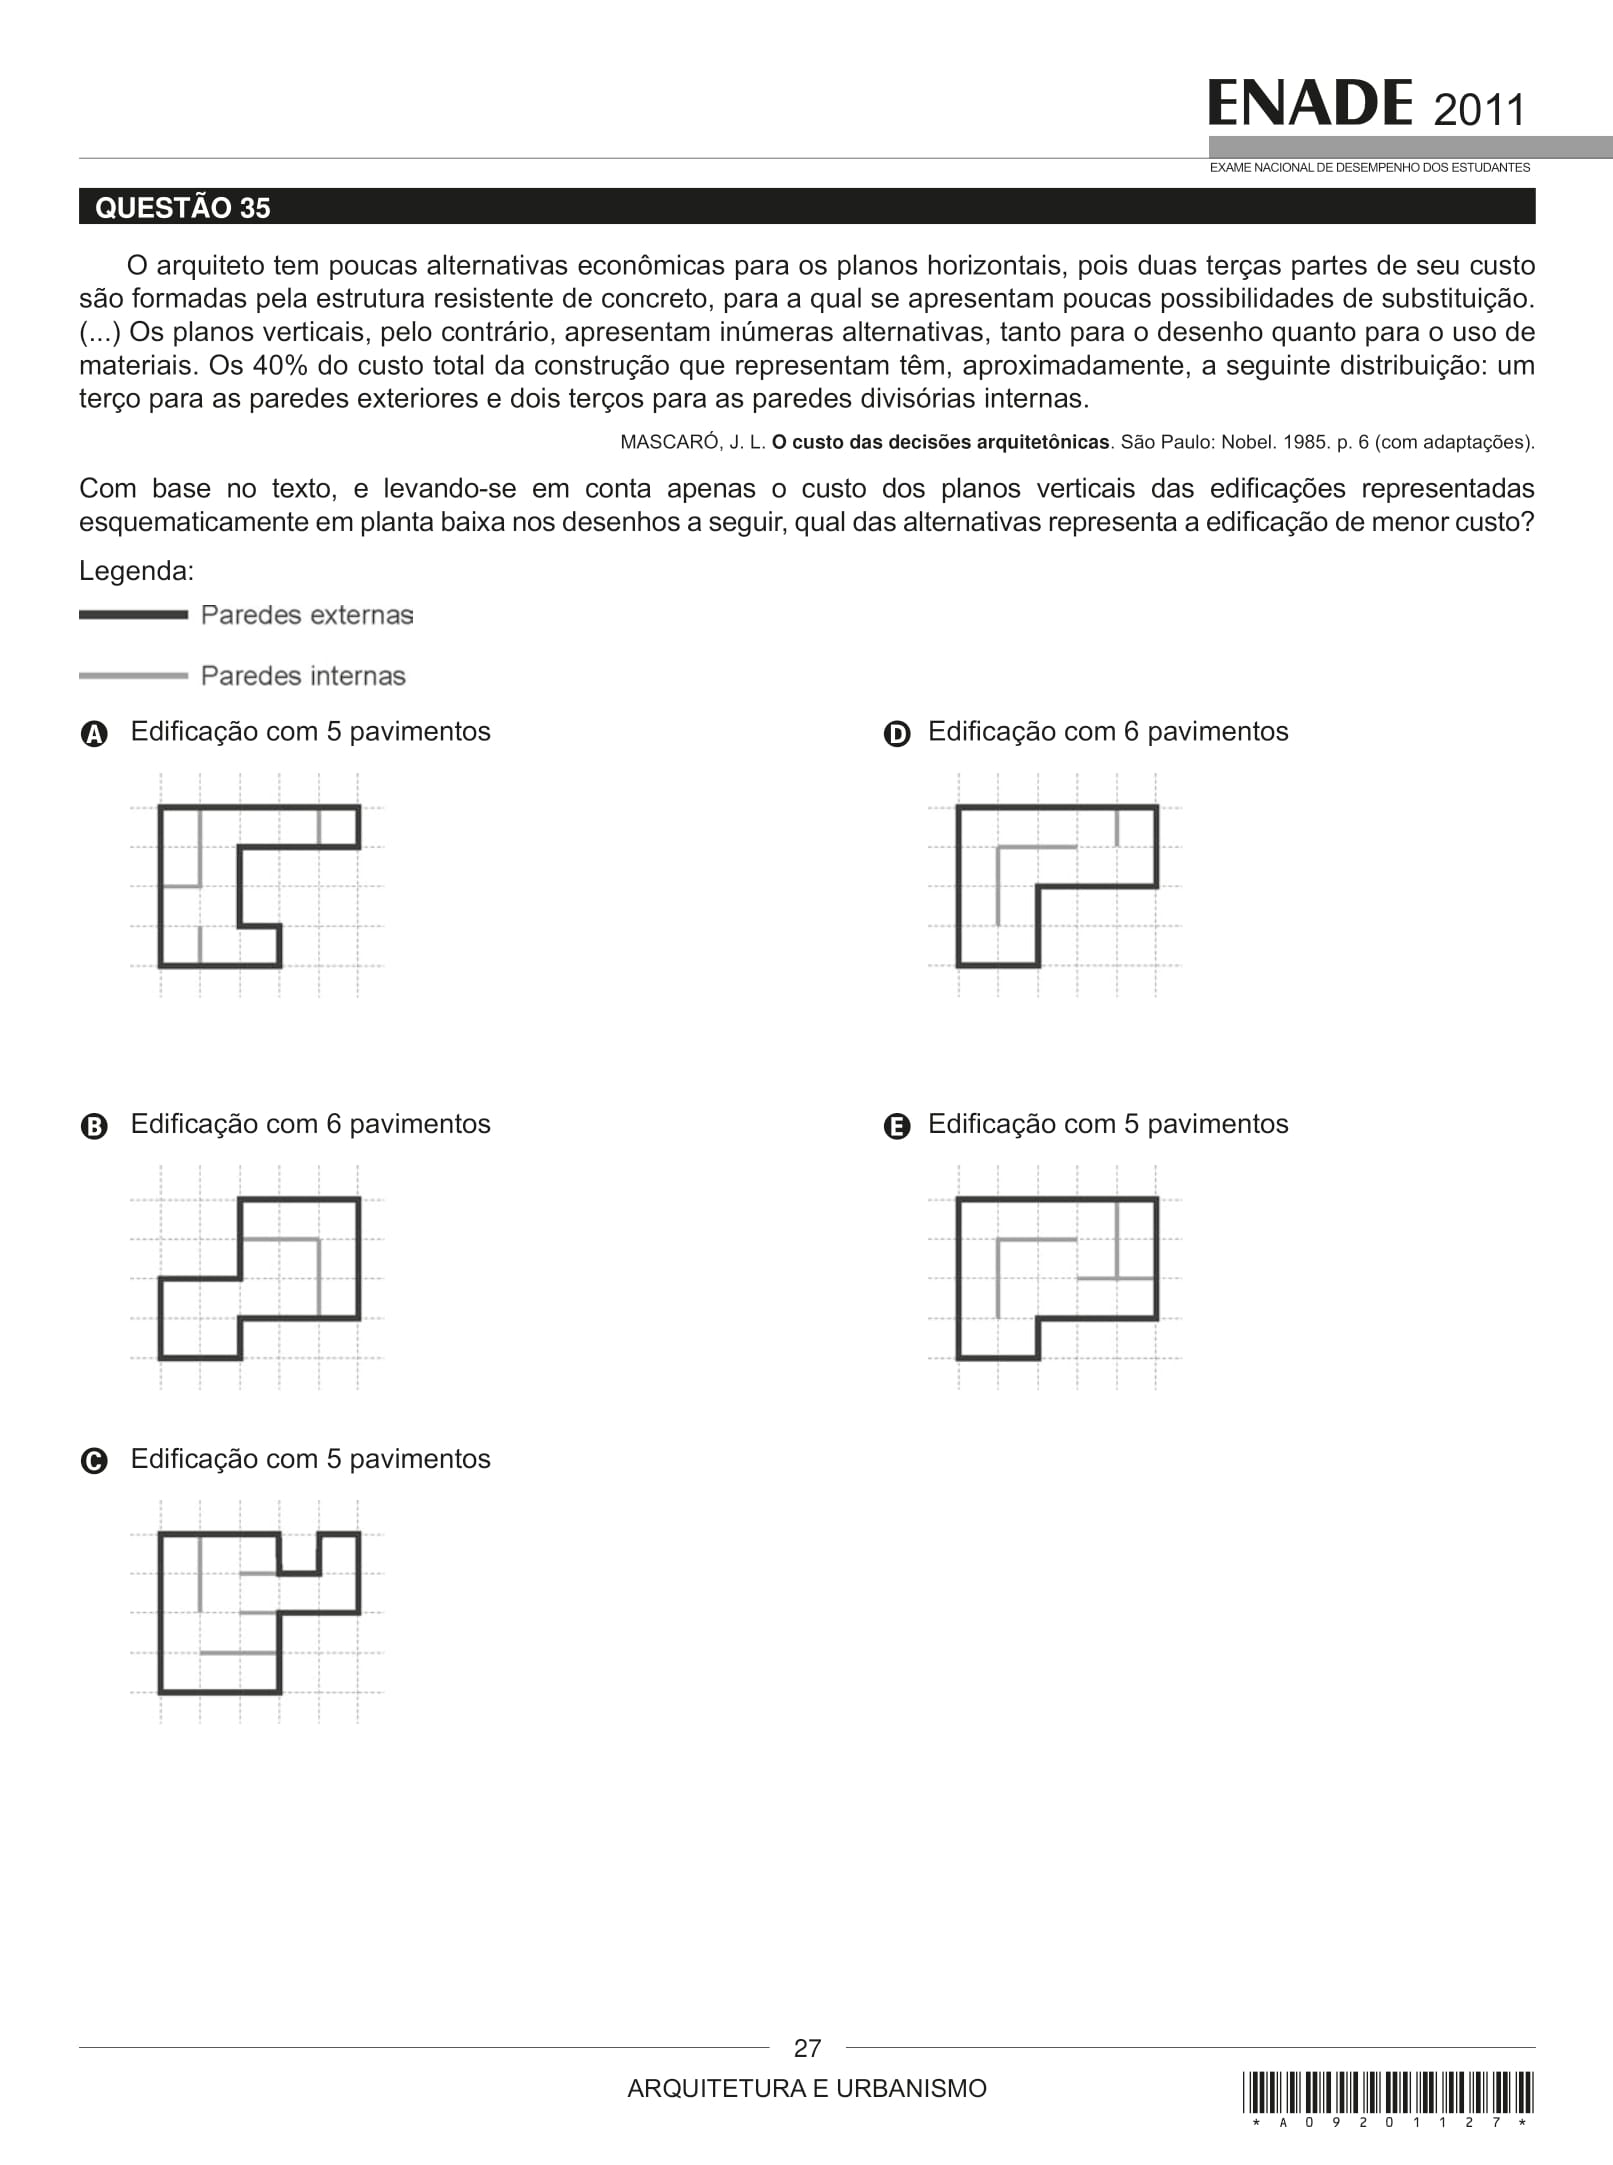 ENADE 2011
EXAME NACIONAL DE DESEMPENHO DOS ESTUDANTES
QUESTÃO 35
O arquiteto tem poucas alternativas econômicas para os planos horizontais, pois duas terças partes de seu custo
são formadas pela estrutura resistente de concreto, para a qual se apresentam poucas possibilidades de substituição.
(...) Os planos verticais, pelo contrário, apresentam inúmeras alternativas, tanto para o desenho quanto para o uso de
materiais. Os 40% do custo total da construção que representam têm, aproximadamente, a seguinte distribuição: um
terço para as paredes exteriores e dois terços para as paredes divisórias internas.
MASCARÓ, J. L. O custo das decisões arquitetônicas. São Paulo: Nobel. 1985. p. 6 (com adaptações).
Com base no texto, e levando-se em conta apenas o custo dos planos verticais das edificações representadas
esquematicamente em planta baixa nos desenhos a seguir, qual das alternativas representa a edificação de menor custo?
Legenda:
Paredes externas
Paredes internas
A Edificação com 5 pavimentos
D Edificação com 6 pavimentos
B Edificação com 6 pavimentos
E Edificação com 5 pavimentos
C Edificação com 5 pavimentos
27
ARQUITETURA E URBANISMO
*A09201127*